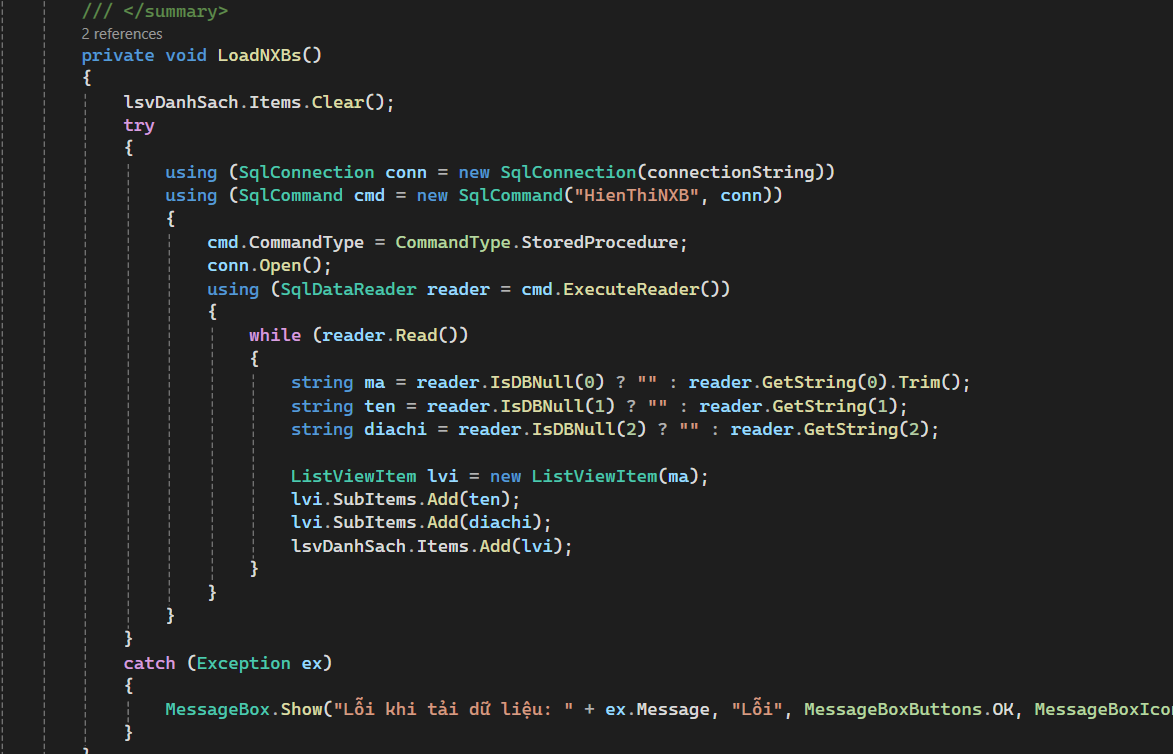 /// </summary>
2 references
private void LoadNXBs()
{
lsvDanhSach.Items.Clear();
try
{
using (SqlConnection conn = new SqlConnection(connectionString))
using (SqlCommand cmd = new SqlCommand("HienThiNXB", conn))
{
cmd.CommandType = CommandType.StoredProcedure;
conn.Open();
using (SqlDataReader reader = cmd.ExecuteReader())
{
while (reader.Read())
{
string ma = reader.IsDBNull(0) ? "" : reader.GetString(0).Trim();
string ten = reader.IsDBNull(1) ? "" : reader.GetString(1);
string diachi = reader.IsDBNull(2) ? "" : reader.GetString(2);
ListViewItem lvi = new ListViewItem(ma);
lvi.SubItems.Add(ten);
lvi.SubItems.Add(diachi);
lsvDanhSach.Items.Add(lvi);
}
}
}
}
catch (Exception ex)
{
MessageBox.Show("Lỗi khi tải dữ liệu: " + ex.Message, "Lỗi", MessageBoxButtons.OK, MessageBoxIco
}
}